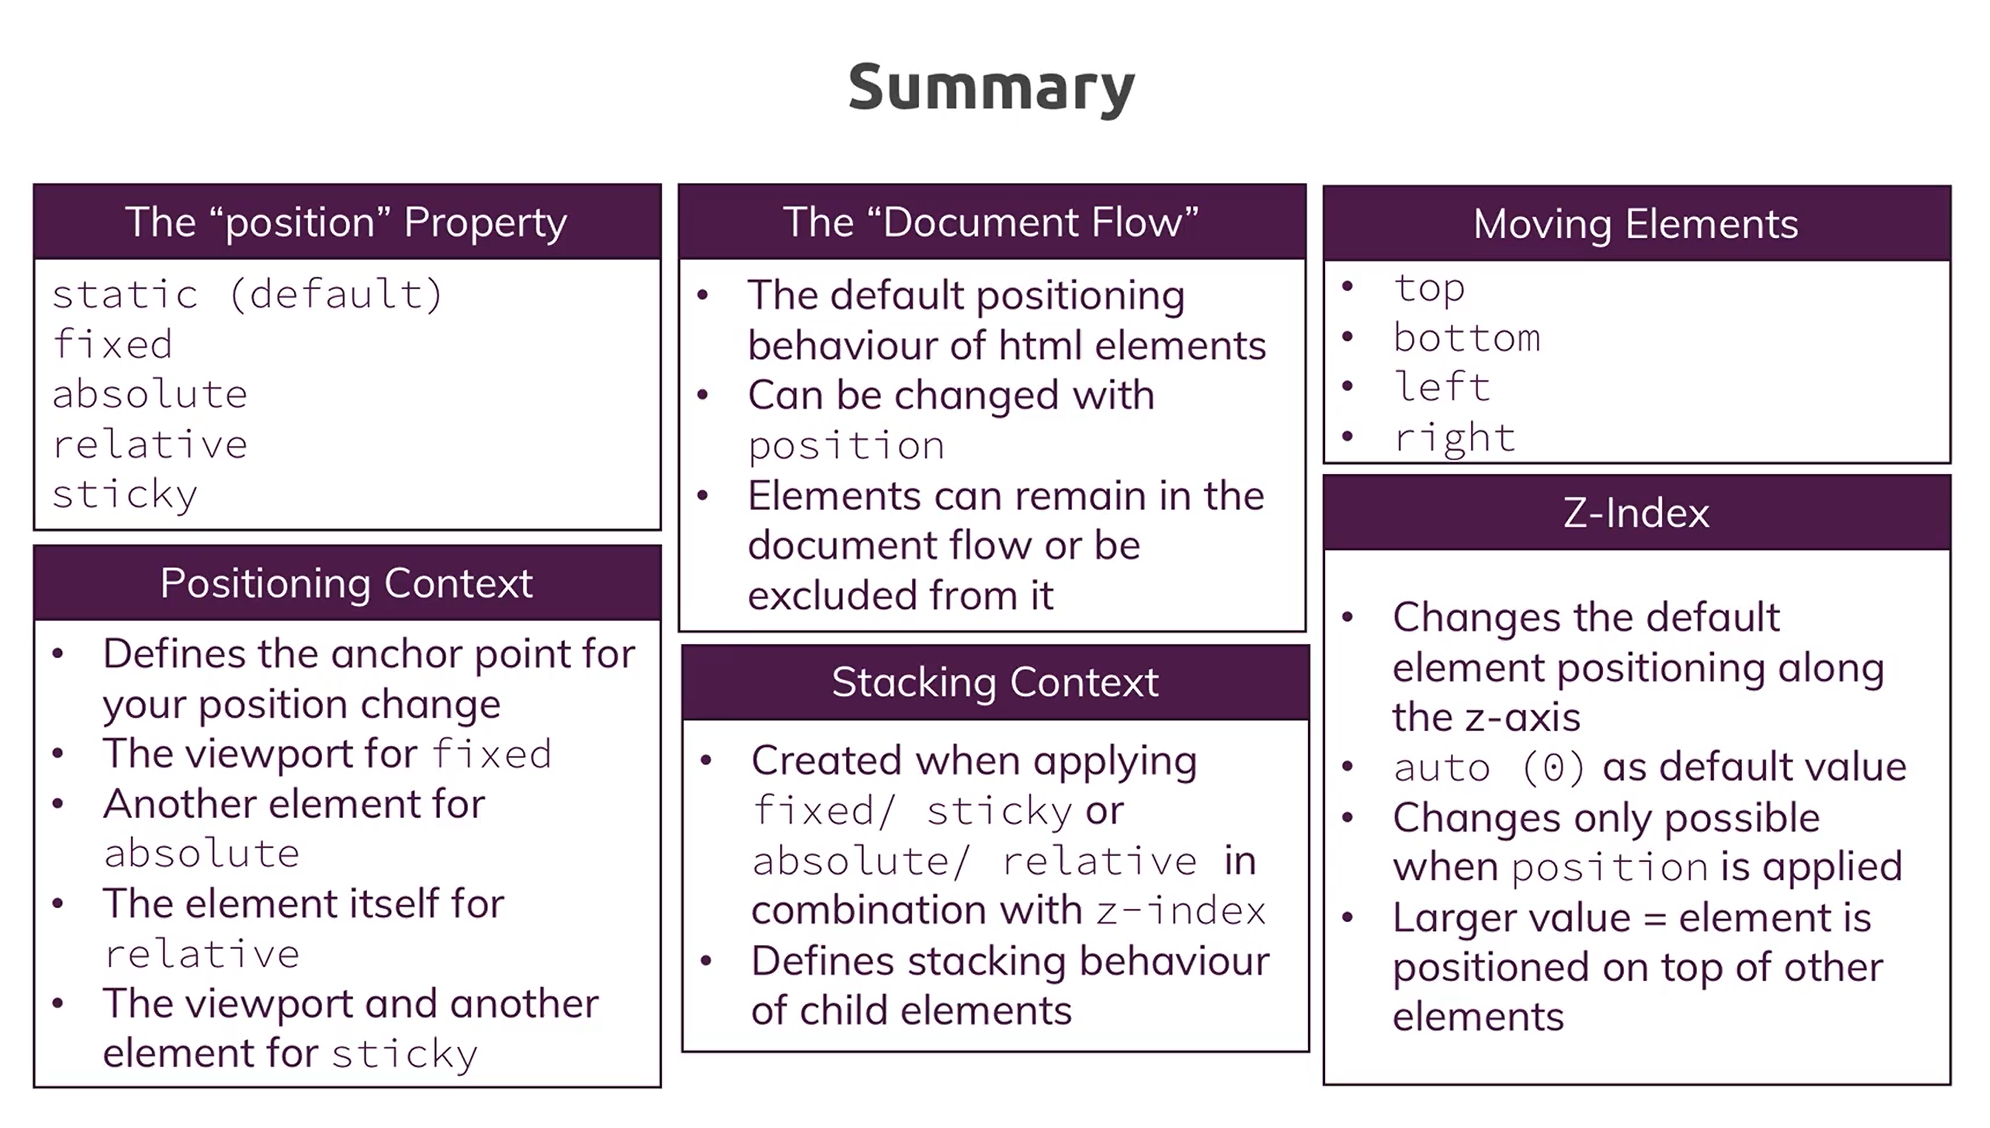 Summary
The “position” Property
static (default)
fixed
absolute
relative
sticky
Positioning Context
• Defines the anchor point for
your position change
• The viewport for fixed
• Another element for
absolute
• The element itself for
relative
• The viewport and another
element for sticky
The “Document Flow”
• The default positioning
behaviour of html elements
• Can be changed with
position
• Elements can remain in the
document flow or be
excluded from it
Stacking Context
• Created when applying
fixed/ sticky or
absolute/ relative in
combination with z-index
• Defines stacking behaviour
of child elements
Moving Elements
• top
• bottom
• left
• right
Z-Index
• Changes the default
element positioning along
the z-axis
• auto (0) as default value
• Changes only possible
when position is applied
• Larger value = element is
positioned on top of other
elements